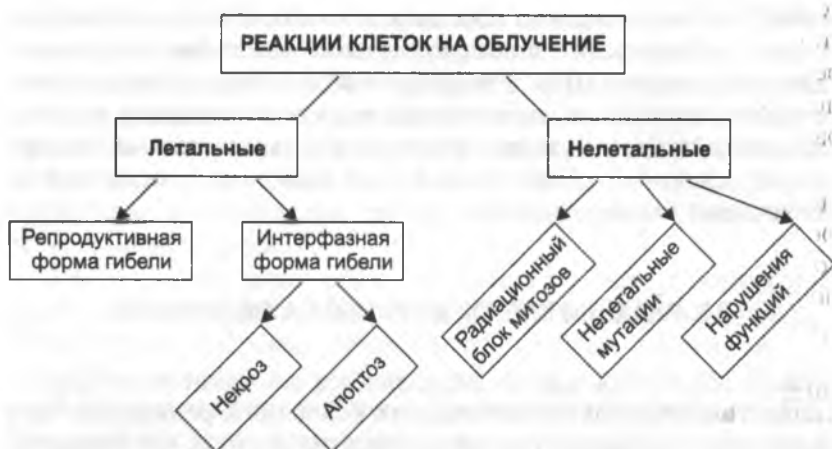 РЕАКЦИИ КЛЕТОК НА ОБЛУЧЕНИЕ
Летальные
Нелетальные
Репродуктивная
форма гибели
Интерфазная
форма гибели
Радиационный
блок митозов
Нелетальные
мутации
Нарушения
функций
Некроз
Апоптоз